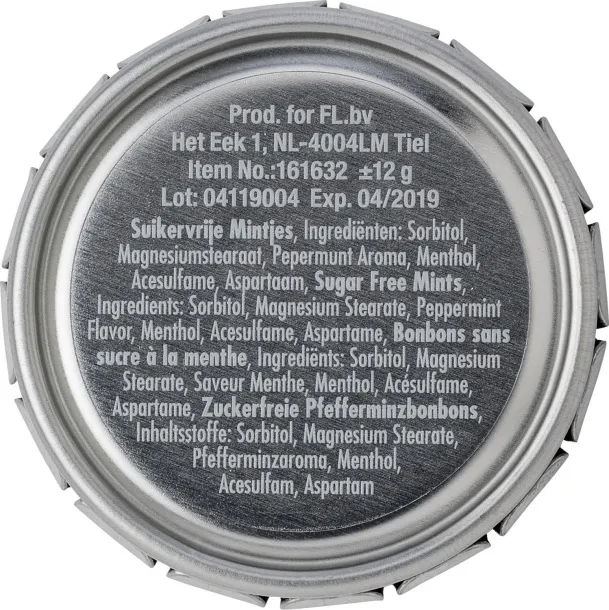 Prod. for FL.bv
Het Eek 1, NL-4004LM Tiel
Item No.:161632 ±12 g
Lot: 04119004 Exp. 04/2019
Suikervrije Mintjes, Ingrediënten: Sorbitol,
Magnesiumstearaat, Pepermunt Aroma, Menthol,
Acesulfame, Aspartaam, Sugar Free Mints,
Ingredients: Sorbitol, Magnesium Stearate, Peppermint
Flavor, Menthol, Acesulfame, Aspartame, Bonbons sans
sucre à la menthe, Ingrediënts: Sorbitol, Magnesium
Stearate, Saveur Menthe, Menthol, Acésulfame,
Aspartame, Zuckerfreie Pfefferminzbonbons,
Inhaltsstoffe: Sorbitol, Magnesium Stearate,
Pfefferminzaroma, Menthol,
Acesulfam, Aspartam